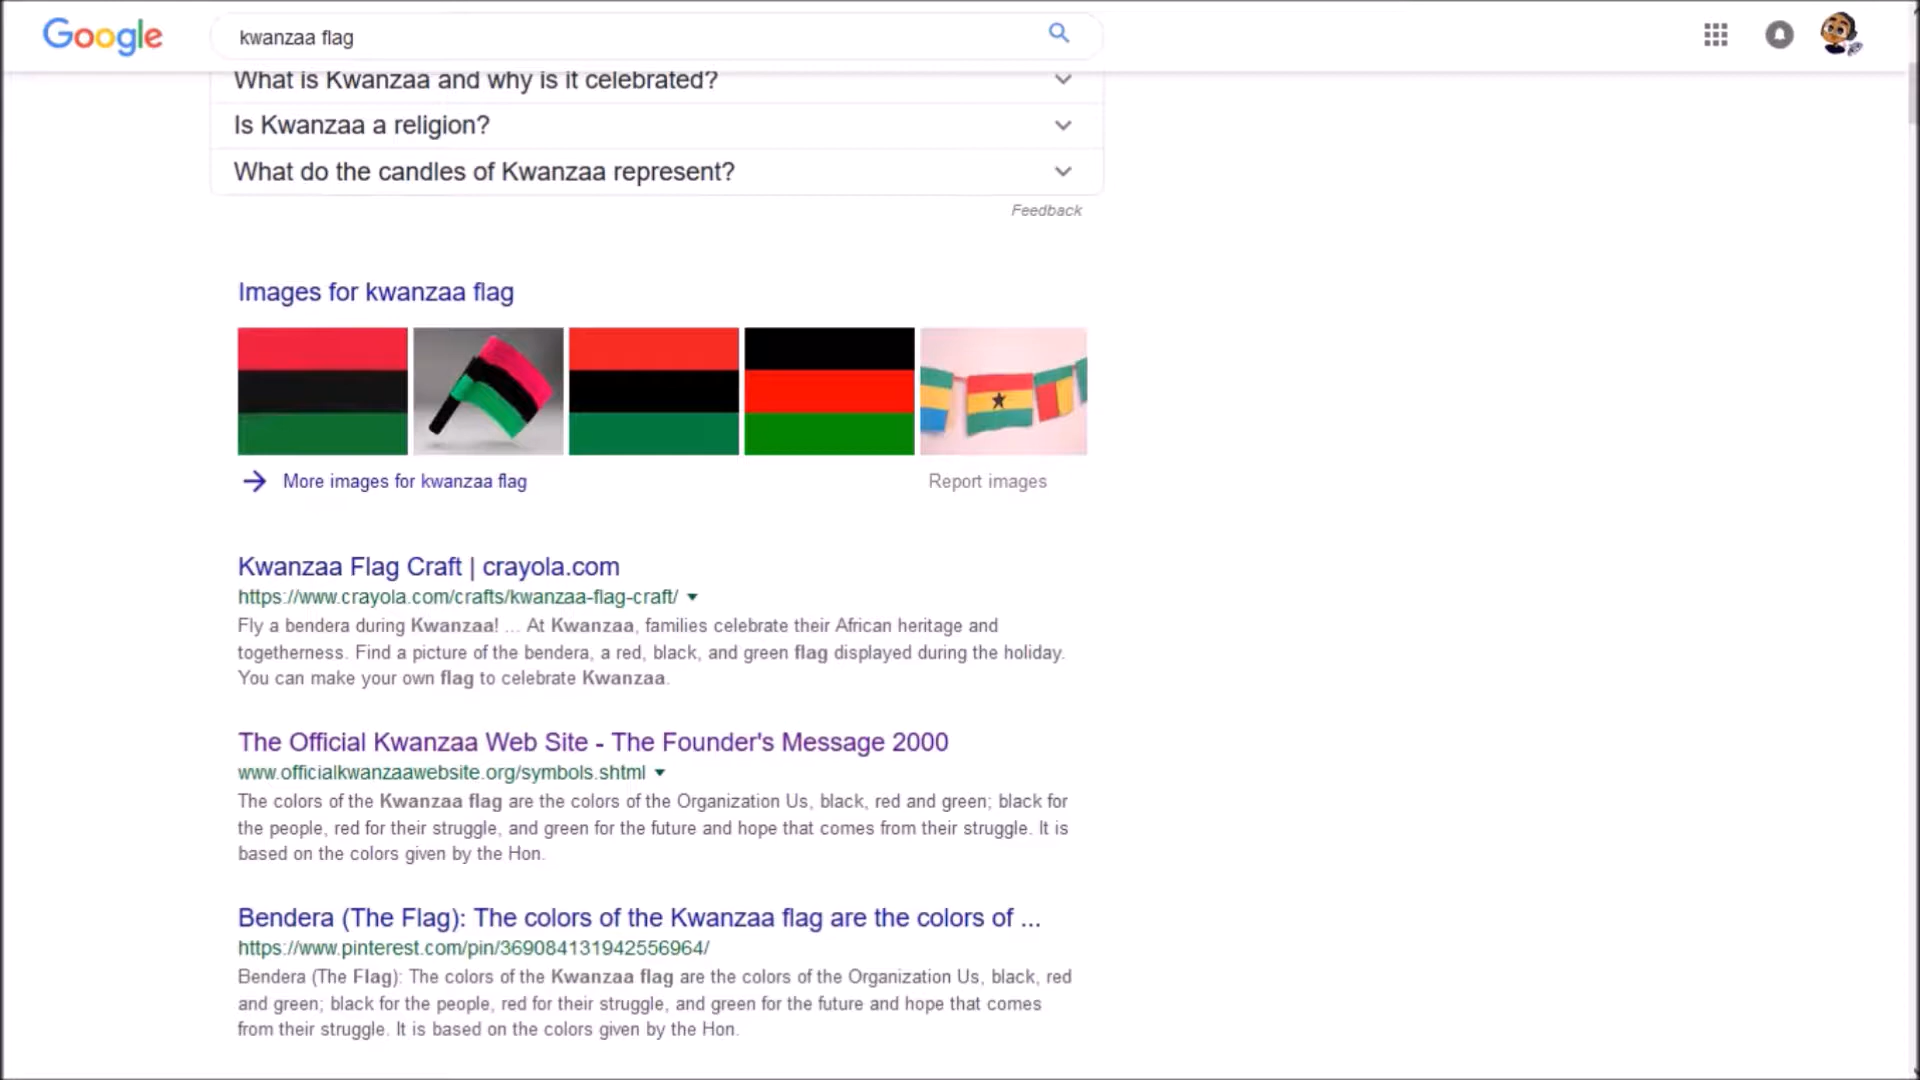 Google
kwanzaa flag
What is Kwanzaa and why is it celebrated?
Is Kwanzaa a religion?
What do the candles of Kwanzaa represent?
Feedback
Images for kwanzaa flag
More images for kwanzaa flag
Report images
Kwanzaa Flag Craft | crayola.com
https://www.crayola.com/crafts/kwanzaa-flag-craft/
Fly a bendera during Kwanzaa! ... At Kwanzaa, families celebrate their African heritage and
togetherness. Find a picture of the bendera, a red, black, and green flag displayed during the holiday.
You can make your own flag to celebrate Kwanzaa.
The Official Kwanzaa Web Site - The Founder's Message 2000
www.officialkwanzaawebsite.org/symbols.shtml
The colors of the Kwanzaa flag are the colors of the Organization Us, black, red and green; black for
the people, red for their struggle, and green for the future and hope that comes from their struggle. It is
based on the colors given by the Hon.
Bendera (The Flag): The colors of the Kwanzaa flag are the colors of ...
https://www.pinterest.com/pin/369084131942556964/
Bendera (The Flag): The colors of the Kwanzaa flag are the colors of the Organization Us, black, red
and green; black for the people, red for their struggle, and green for the future and hope that comes
from their struggle. It is based on the colors given by the Hon.